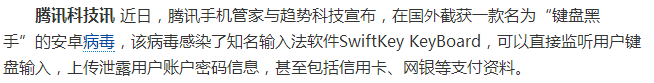 腾讯科技讯 近日，腾讯手机管家与趋势科技宣布，在国外截获一款名为“键盘黑
手”的安卓病毒，该病毒感染了知名输入法软件SwiftKey KeyBoard，可以直接监听用户键
盘输入，上传泄露用户账户密码信息，甚至包括信用卡、网银等支付资料。